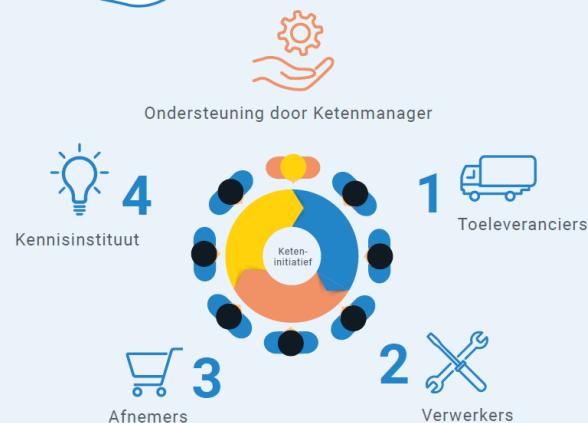 Ondersteuning door Ketenmanager
4
Kennisinstituut
1
Toeleveranciers
Keten-
initiatief
3
Afnemers
2
Verwerkers